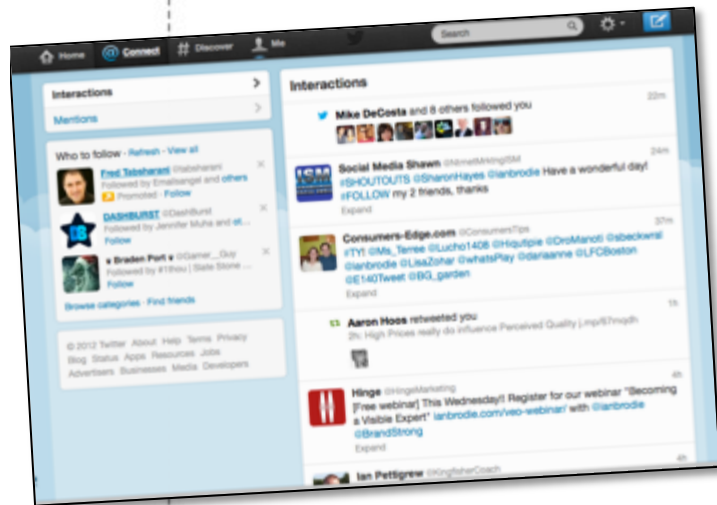 Home
Connect
Discover
Me
Search
Interactions
Mentions
Who to follow · Refresh · View all
Fred Tabsharani @tabsharani
Followed by Emailsangel and others
Promoted · Follow
DASHBURST @DashBurst
Followed by Jennifer Muha and ot...
Follow
Braden Port @Gamer__Guy
Followed by #1thou | Slate Stone ...
Follow
Browse categories · Find friends
© 2012 Twitter About Help Terms Privacy
Blog Status Apps Resources Jobs
Advertisers Businesses Media Developers
Interactions
Mike DeCosta and 8 others followed you
22m
Social Media Shawn
24m
#SHOUTOUTS @SharonHayes @ianbrodie Have a wonderful day!
#FOLLOW my 2 friends, thanks
Expand
Consumers-Edge.com @ConsumersTips
37m
#TY! @Ms_Terree @Lucho1408 @Hiqutipie @DroManoti @sbeckwral
@ianbrodie @LisaZohar @whatsPlay @dariaanne @LFCBoston
@E140Tweet @BG_garden
Expand
Aaron Hoos retweeted you
1h
2h: High Prices really do influence Perceived Quality
Hinge @HingeMarketing
4h
[Free webinar] This Wednesday!! Register for our webinar "Becoming
a Visible Expert" ianbrodie.com/veo-webinar/ with @ianbrodie
@BrandStrong
Expand
Ian Pettigrew @KingfisherCoach
4h